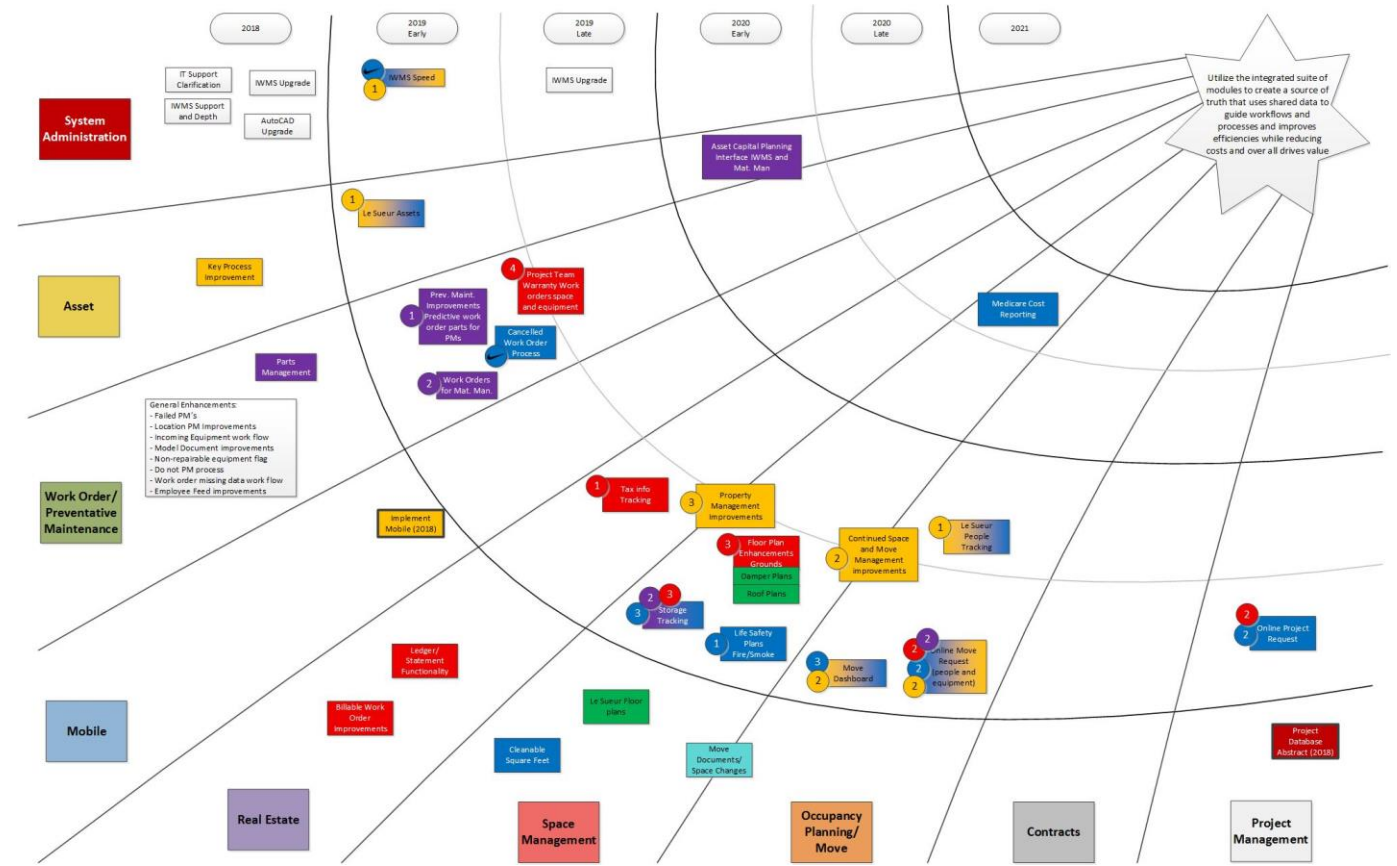 2018
2019
Early
2019
Late
2020
Early
2020
Late
2021
IT Support
Clarification
IWMS Upgrade
IWMS Support
and Depth
AutoCAD
Upgrade
1
IWMS Speed
IWMS Upgrade
System
Administration
Utilize the integrated suite of
modules to create a source of
truth that uses shared data to
guide workflows and
processes and improves
efficiencies while reducing
costs and over all drives value
Asset Capital Planning
Interface IWMS and
Mat. Man
1
Le Sueur Assets
Key Process
Improvement
Asset
4
Project Team
Warranty Work
orders space
and equipment
1
Prev. Maint.
Improvements
Predictive work
order parts for
PMs
Cancelled
Work Order
Process
Medicare Cost
Reporting
Parts
Management
2
Work Orders
for Mat. Man.
General Enhancements:
- Failed PM's
- Location PM Improvements
- Incoming Equipment work flow
- Model Document improvements
- Non-repairable equipment flag
- Do not PM process
- Work order missing data work flow
- Employee Feed improvements
Work Order/
Preventative
Maintenance
Implement
Mobile (2018)
1
Tax info
Tracking
3
Property
Management
Improvements
3
Floor Plan
Enhancements
Grounds
Damper Plans
Roof Plans
2
Continued Space
and Move
Management
improvements
1
Le Sueur
People
Tracking
2
3
3
Storage
Tracking
1
Life Safety
Plans
Fire/Smoke
3
2
Move
Dashboard
2
2
2
2
Online Move
Request
(people and
equipment)
2
2
Online Project
Request
Ledger/
Statement
Functionality
Billable Work
Order
Improvements
Le Sueur Floor
plans
Cleanable
Square Feet
Move
Documents/
Space Changes
Project
Database
Abstract (2018)
Mobile
Real Estate
Space
Management
Occupancy
Planning/
Move
Contracts
Project
Management